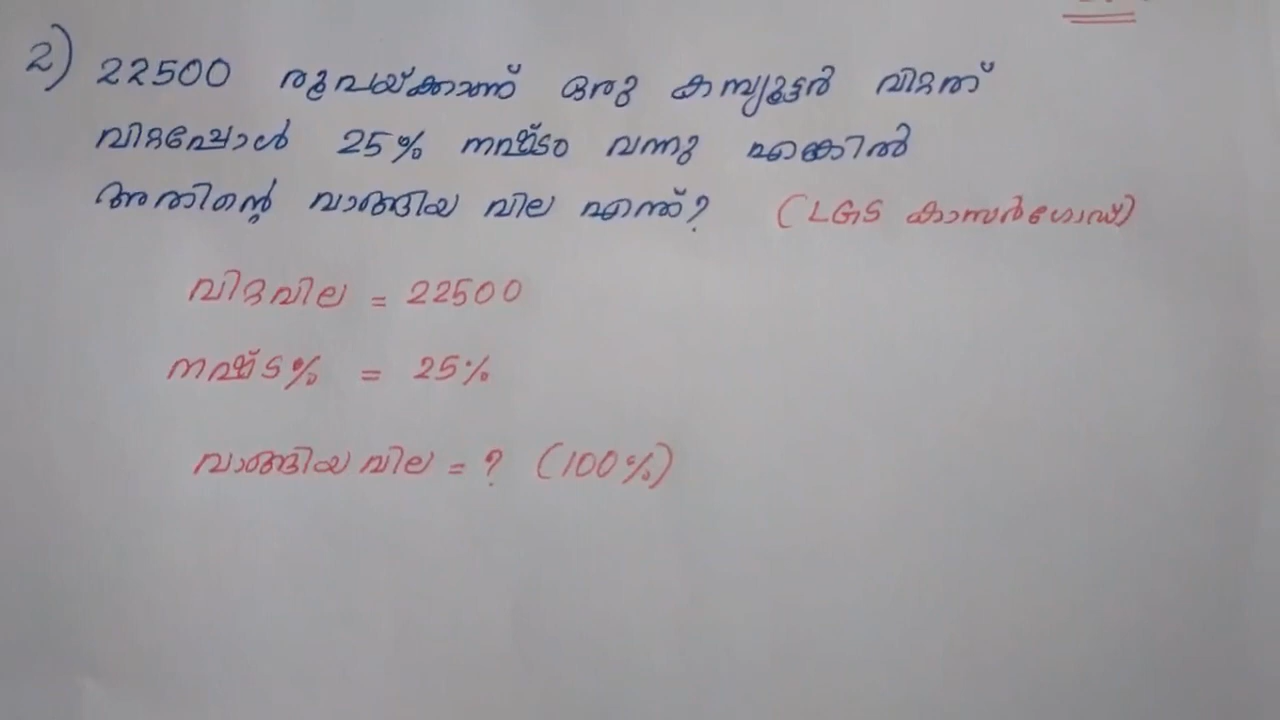 2) 22500 രൂപയ്ക്കാണ് ഒരു കമ്പ്യൂട്ടർ വിറ്റത്
വിറ്റപ്പോൾ 25% നഷ്ടം വന്നു എങ്കിൽ
അതിന്റെ വാങ്ങിയ വില എന്ത്? (LGS കാസർഗോഡ്)
വിറ്റവില = 22500
നഷ്ട% = 25%
വാങ്ങിയ വില = ? (100%)